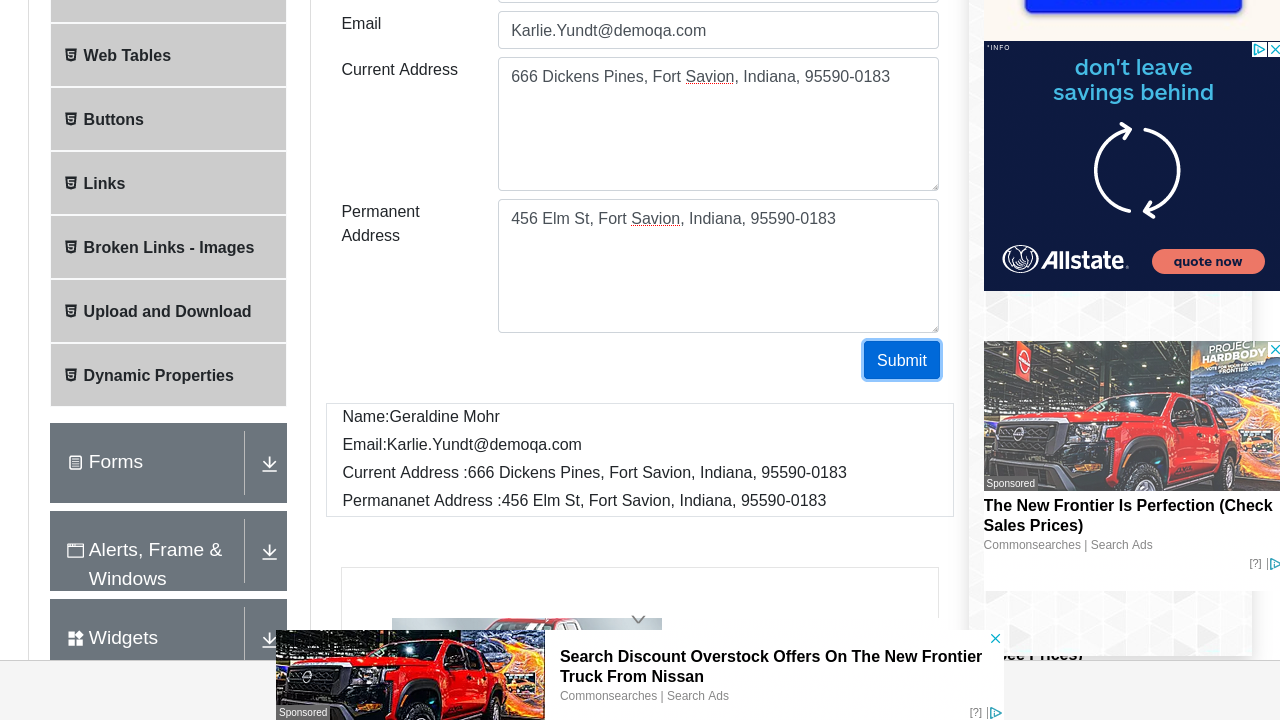 Email
Karlie.Yundt@demoqa.com
Web Tables
Current Address
666 Dickens Pines, Fort Savion, Indiana, 95590-0183
Buttons
Links
Permanent
Address
456 Elm St, Fort Savion, Indiana, 95590-0183
Broken Links - Images
Upload and Download
Dynamic Properties
Submit
Name:Geraldine Mohr
Email:Karlie.Yundt@demoqa.com
Current Address :666 Dickens Pines, Fort Savion, Indiana, 95590-0183
Permananet Address :456 Elm St, Fort Savion, Indiana, 95590-0183
Forms
Alerts, Frame &
Windows
Widgets
*INFO
don't leave
savings behind
Allstate
quote now
PROJECT
HARDBODY
Sponsored
The New Frontier Is Perfection (Check
Sales Prices)
Commonsearches | Search Ads
[?]
Search Discount Overstock Offers On The New Frontier
Truck From Nissan
Commonsearches | Search Ads
Sponsored
[?]